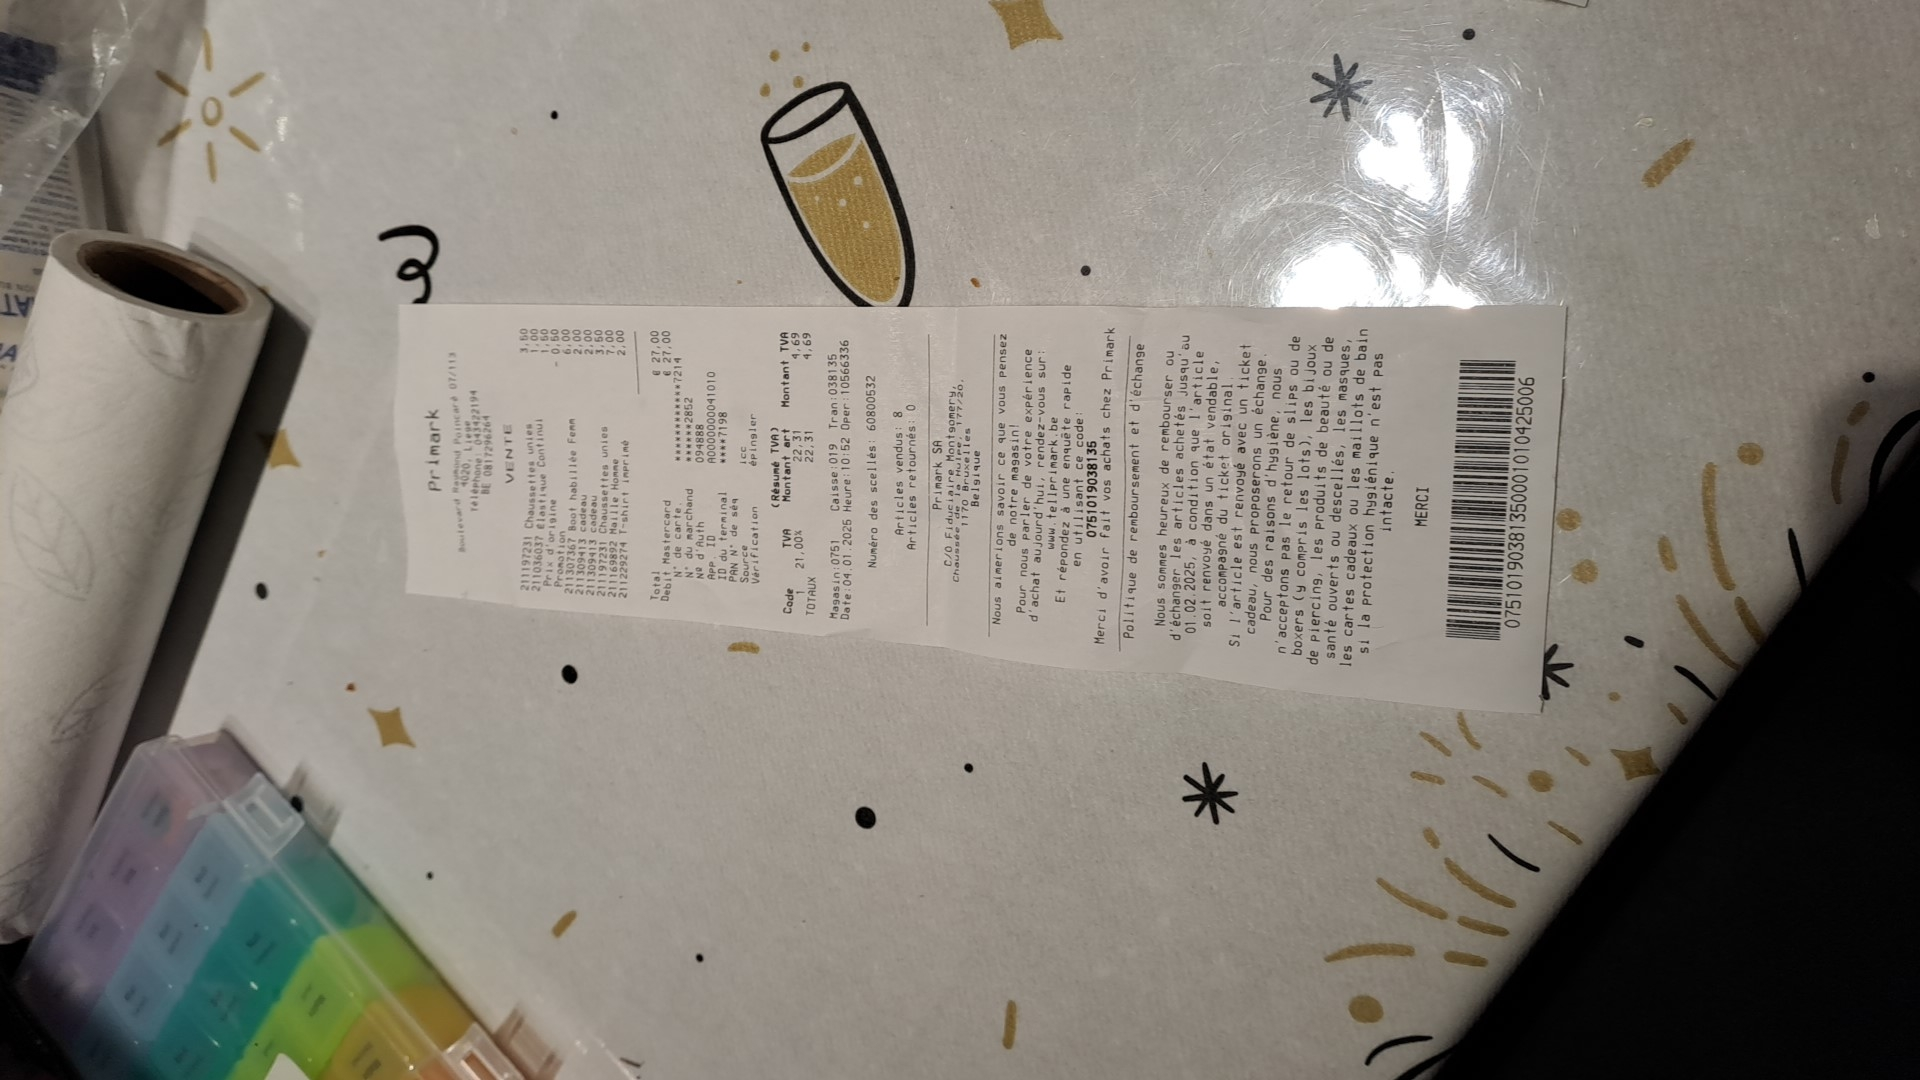 Primark
Boulevard Raymond Poincaré 07/113
4020, Liege
Téléphone: 043422194
BE 0817296264
VENTE
211197231 Chaussettes unies 3,50
211036037 Élastique Continui 1,00
Prix d'origine 1,50
Promotion - 0,50
211307367 Boot habillée Femm 6,00
211309413 cadeau 2,00
211309413 cadeau 2,00
211197231 Chaussettes unies 3,50
211169892 Maille Homme 7,00
211229274 T-shirt imprimé 2,00
Total € 27,00
Debit Mastercard € 27,00
N° de carte. ************7214
N° du marchand *****2852
Nº d'Auth 094888
APP ID A0000000041010
ID du terminal ****7198
PAN N° de séq
Source icc
Vérification épingler
(Résumé TVA)
Code TVA Montant art Montant TVA
1 21,00% 22,31 4,69
TOTAUX 22,31 4,69
Magasin:0751 Caisse:019 Tran:038135
Date:04.01.2025 Heure:10:52 Oper:10566336
Numéro des scellés: 60800532
Articles vendus: 8
Articles retournés: 0
Primark SA
C/O Fiduciaire Montgomery,
Chaussée de la Hulpe, 177/20,
1170 Bruxelles
Belgique
Nous aimerions savoir ce que vous pensez
de notre magasin!
Pour nous parler de votre expérience
d'achat aujourd'hui, rendez-vous sur:
www.tellprimark.be
Et répondez à une enquête rapide
en utilisant ce code:
0751019038135
Merci d'avoir fait vos achats chez Primark
Politique de remboursement et d'échange
Nous sommes heureux de rembourser ou
d'échanger les articles achetés jusqu'au
01.02.2025, à condition que l'article
soit renvoyé dans un état vendable,
accompagné du ticket original.
Si l'article est renvoyé avec un ticket
cadeau, nous proposerons un échange.
Pour des raisons d'hygiène, nous
n'acceptons pas le retour de slips ou de
boxers (y compris les lots), les bijoux
de piercing, les produits de beauté ou de
santé ouverts ou descellés, les masques,
les cartes cadeaux ou les maillots de bain
si la protection hygiénique n'est pas
intacte.
MERCI
07510190381350001010425006